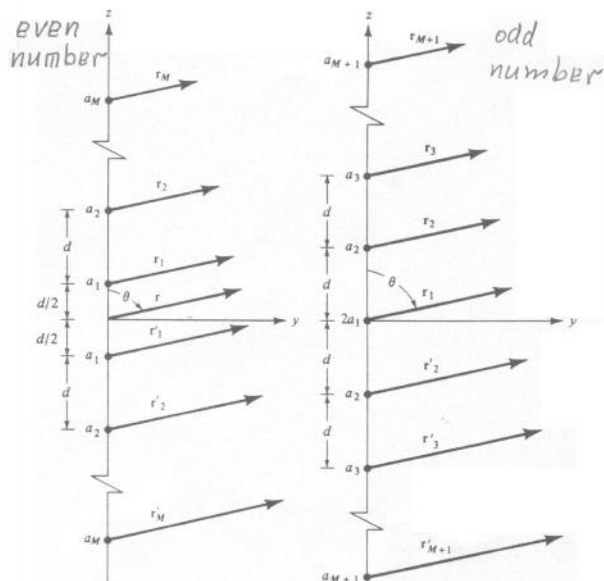 even
number
z
r_M
a_M
r_2
a_2
d
r_1
a_1
d/2
θ
r
y
d/2
a_1
r'_1
d
a_2
r'_2
r'_M
a_M
z
r_{M+1}
odd
number
a_{M+1}
r_3
a_3
d
r_2
a_2
d
θ
r_1
2a_1
y
d
r'_2
a_2
d
r'_3
a_3
r'_{M+1}
a_{M+1}